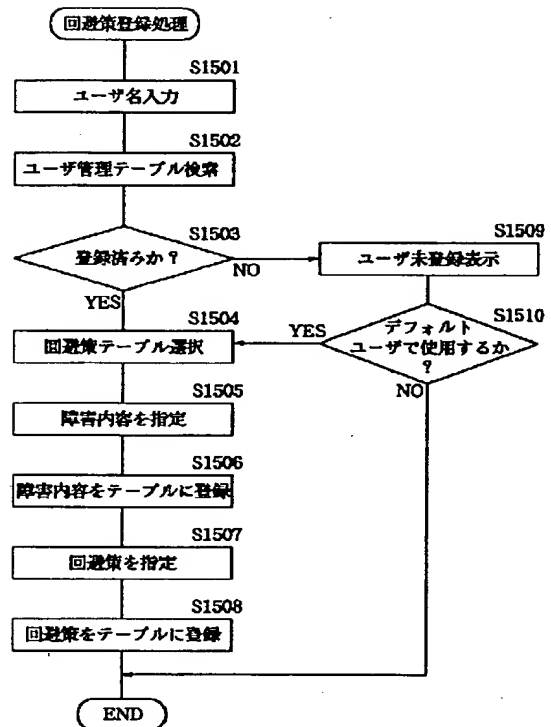 回避策登録処理
S1501
ユーザ名入力
S1502
ユーザ管理テーブル検索
S1503
登録済みか？
NO
YES
S1509
ユーザ未登録表示
S1510
デフォルト
ユーザで使用するか
？
YES
NO
S1504
回避策テーブル選択
S1505
障害内容を指定
S1506
障害内容をテーブルに登録
S1507
回避策を指定
S1508
回避策をテーブルに登録
END